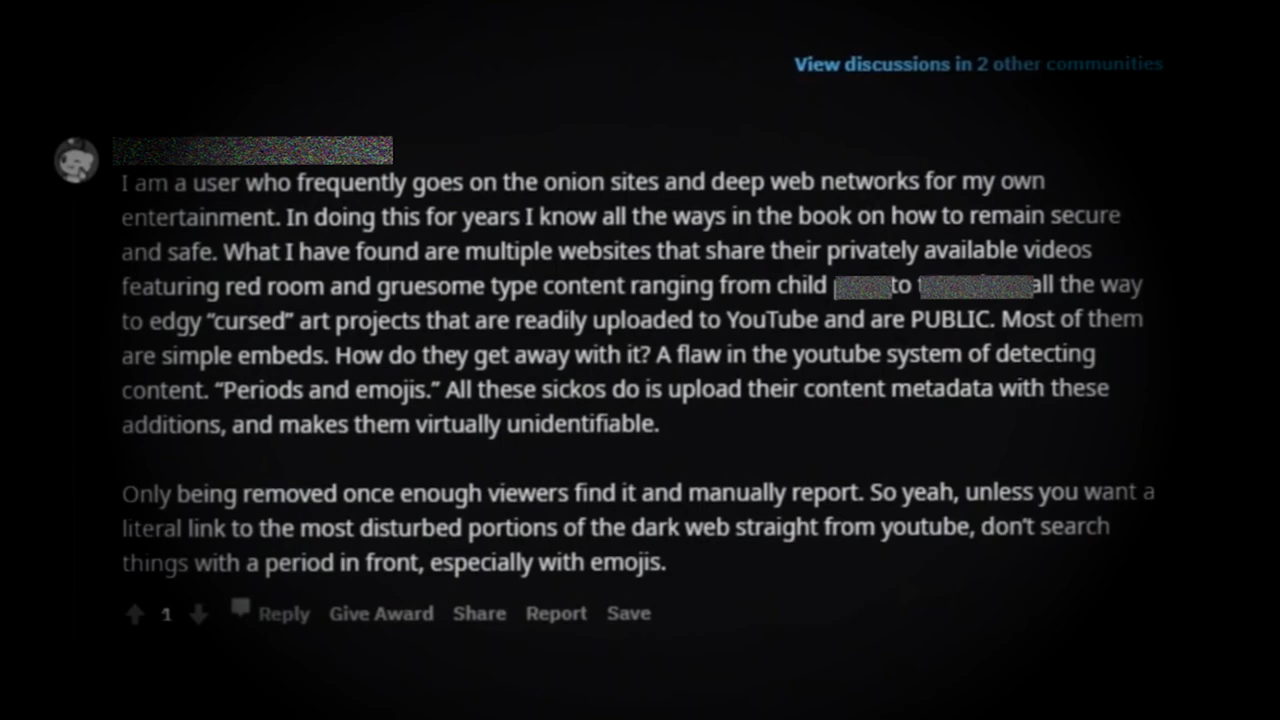 View discussions in 2 other communities
I am a user who frequently goes on the onion sites and deep web networks for my own
entertainment. In doing this for years I know all the ways in the book on how to remain secure
and safe. What I have found are multiple websites that share their privately available videos
featuring red room and gruesome type content ranging from child to all the way
to edgy “cursed” art projects that are readily uploaded to YouTube and are PUBLIC. Most of them
are simple embeds. How do they get away with it? A flaw in the youtube system of detecting
content. “Periods and emojis.” All these sickos do is upload their content metadata with these
additions, and makes them virtually unidentifiable.
Only being removed once enough viewers find it and manually report. So yeah, unless you want a
literal link to the most disturbed portions of the dark web straight from youtube, don’t search
things with a period in front, especially with emojis.
1 Reply Give Award Share Report Save